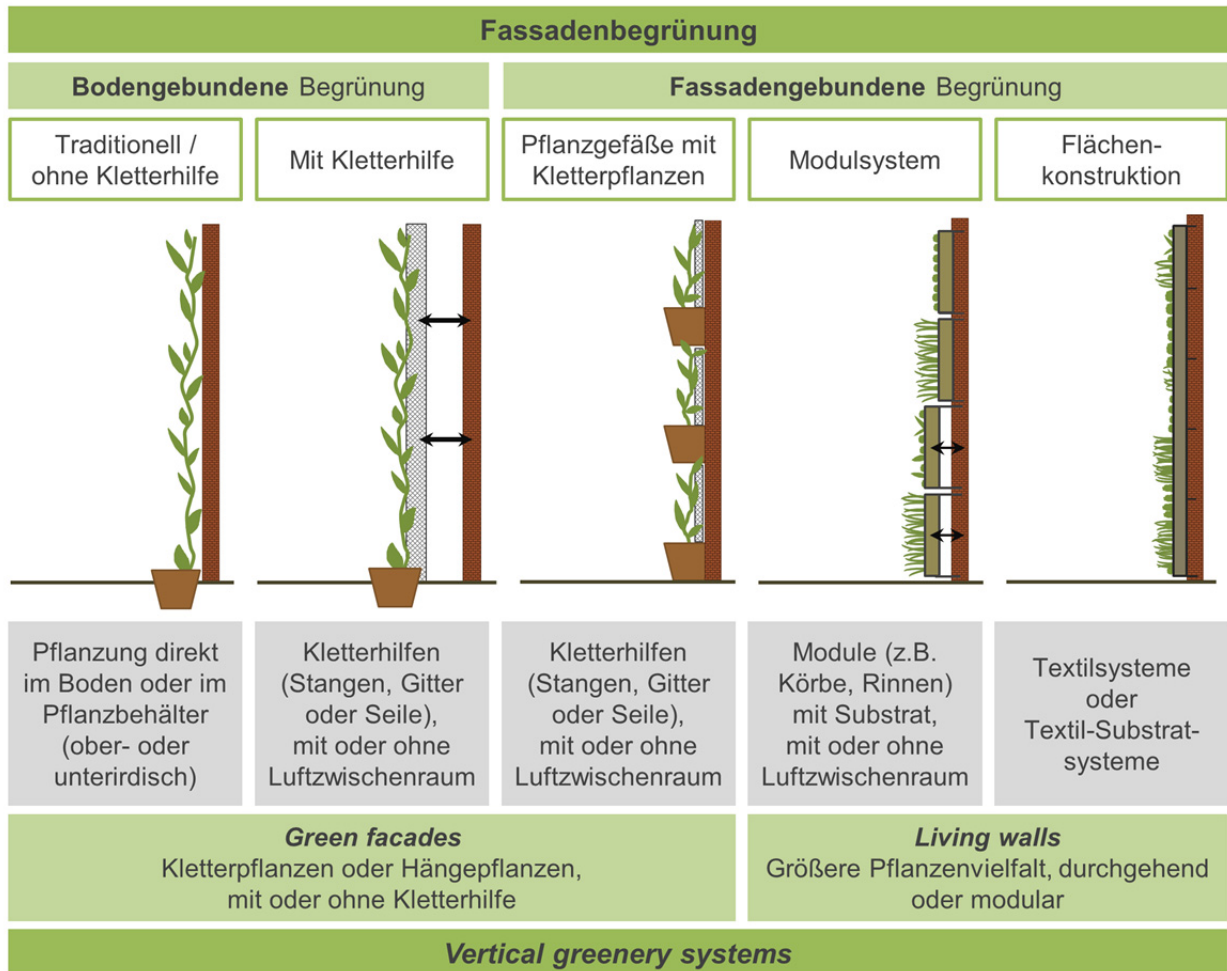 Fassadenbegrünung
Bodengebundene Begrünung
Fassadengebundene Begrünung
Traditionell /
ohne Kletterhilfe
Mit Kletterhilfe
Pflanzgefäße mit
Kletterpflanzen
Modulsystem
Flächen-
konstruktion
Pflanzung direkt
im Boden oder im
Pflanzbehälter
(ober- oder
unterirdisch)
Kletterhilfen
(Stangen, Gitter
oder Seile),
mit oder ohne
Luftzwischenraum
Kletterhilfen
(Stangen, Gitter
oder Seile),
mit oder ohne
Luftzwischenraum
Module (z.B.
Körbe, Rinnen)
mit Substrat,
mit oder ohne
Luftzwischenraum
Textilsysteme
oder
Textil-Substrat-
systeme
Green facades
Kletterpflanzen oder Hängepflanzen,
mit oder ohne Kletterhilfe
Living walls
Größere Pflanzenvielfalt, durchgehend
oder modular
Vertical greenery systems